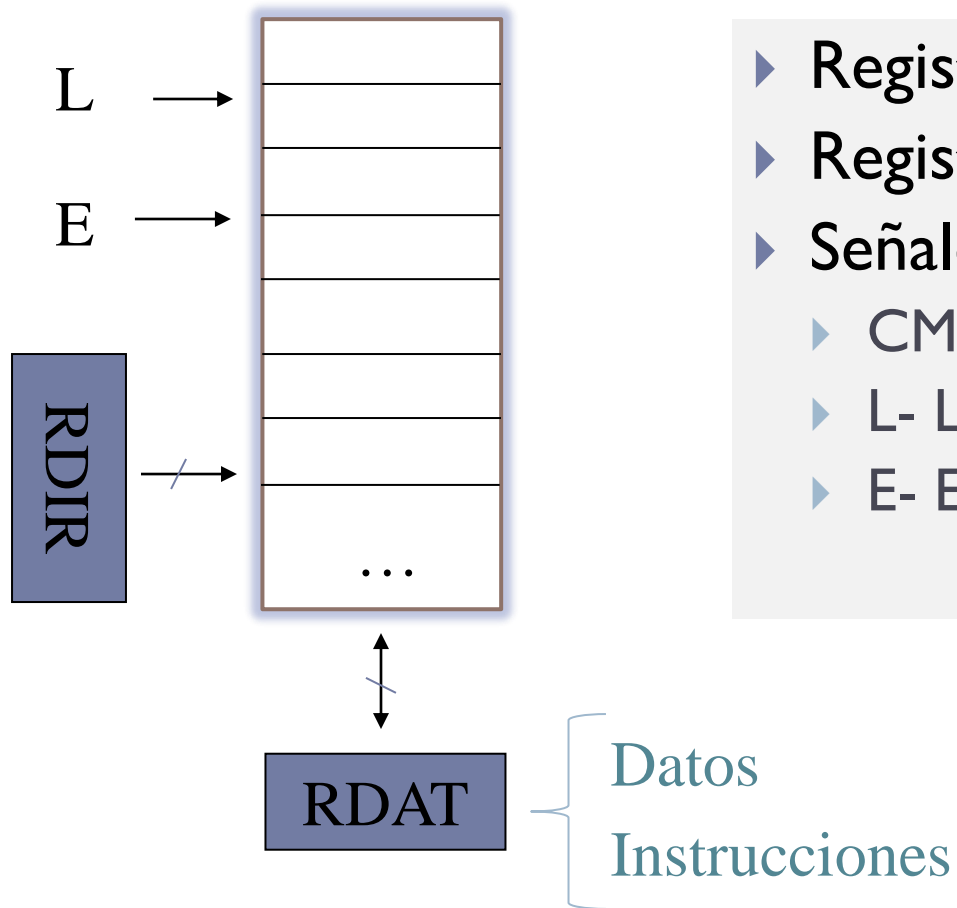 L
E
RDIR
...
RDAT
Datos
Instrucciones
Regis
Regis
Señal
CM
L- L
E- E